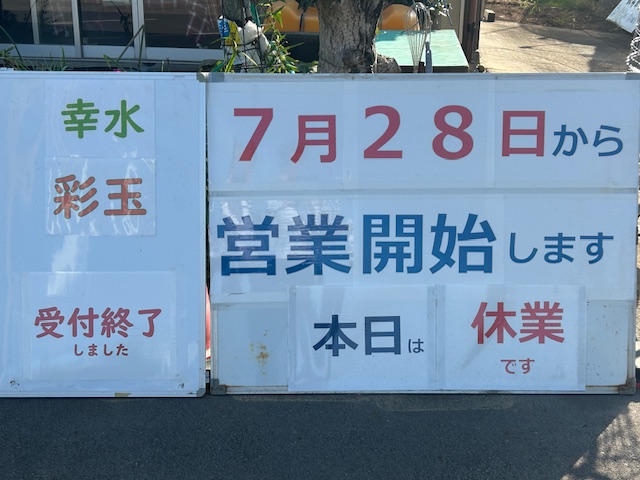 幸水
彩玉
受付終了
しました
7月28日から
営業開始します
本日は 休業
です